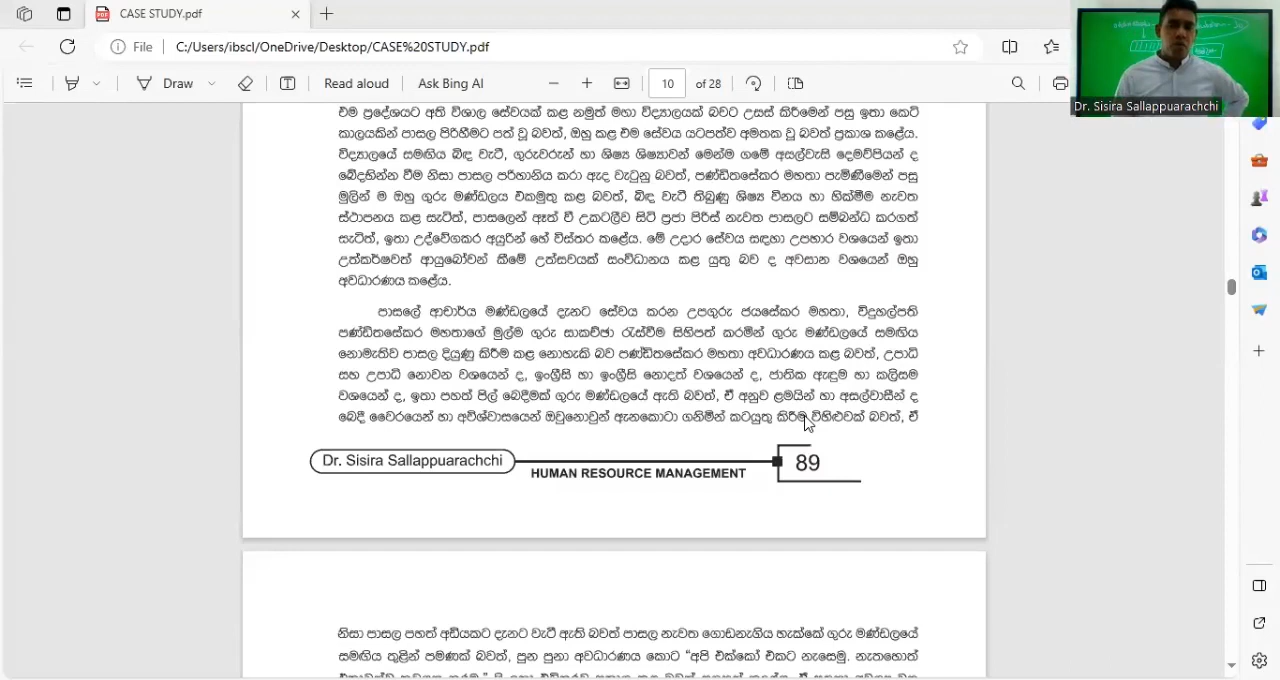 CASE STUDY.pdf
File
C:/Users/ibscl/OneDrive/Desktop/CASE%20STUDY.pdf
Draw
Read aloud
Ask Bing AI
10 of 28
Dr. Sisira Sallappuarachchi
එම ප්‍රදේශයට අති විශාල සේවයක් කළ නමුත් මහා විද්‍යාලයක් බවට උසස් කිරීමෙන් පසු ඉතා කෙටි
කාලයකින් පාසල පිරිහීමට පත් වූ බවත්, ඔහු කළ එම සේවය යටපත්ව අමතක වූ බවත් ප්‍රකාශ කළේය.
විද්‍යාලයේ සමඟිය බිඳ වැටී, ගුරුවරුන් හා ශිෂ්‍ය ශිෂ්‍යාවන් මෙන්ම ගමේ අසල්වැසි දෙමව්පියන් ද
බේදභින්න වීම නිසා පාසල පරිහානිය කරා ඇද වැටුනු බවත්, පණ්ඩිතසේකර මහතා පැමිණීමෙන් පසු
මුලින් ම ඔහු ගුරු මණ්ඩලය එකමුතු කළ බවත්, බිඳ වැටී තිබුණු ශිෂ්‍ය විනය හා හික්මීම නැවත
ස්ථාපනය කළ සැටිත්, පාසලෙන් ඈත් වී උකටලීව සිටි ප්‍රජා පිරිස් නැවත පාසලට සම්බන්ධ කරගත්
සැටිත්, ඉතා උද්වේගකර අයුරින් හේ විස්තර කළේය. මේ උදාර සේවය සඳහා උපහාර වශයෙන් ඉතා
උත්කර්ෂවත් ආයුබෝවන් කීමේ උත්සවයක් සංවිධානය කළ යුතු බව ද අවසාන වශයෙන් ඔහු
අවධාරණය කළේය.
පාසලේ ආචාර්ය මණ්ඩලයේ දැනට සේවය කරන උපගුරු ජයසේකර මහතා, විදුහල්පති
පණ්ඩිතසේකර මහතාගේ මුල්ම ගුරු සාකච්ඡා රැස්වීම සිහිපත් කරමින් ගුරු මණ්ඩලයේ සමඟිය
නොමැතිව පාසල දියුණු කිරීම කළ නොහැකි බව පණ්ඩිතසේකර මහතා අවධාරණය කළ බවත්, උපාධි
සහ උපාධි නොවන වශයෙන් ද, ඉංග්‍රීසි හා ඉංග්‍රීසි නොදත් වශයෙන් ද, ජාතික ඇඳුම හා කලිසම
වශයෙන් ද, ඉතා පහත් පිල් බෙදීමක් ගුරු මණ්ඩලයේ ඇති බවත්, ඒ අනුව ළමයින් හා අසල්වාසීන් ද
බෙදී වෛරයෙන් හා අවිශ්වාසයෙන් ඔවුනොවුන් ඇනකොටා ගනිමින් කටයුතු කිරීම විහිළුවක් බවත්, ඒ
Dr. Sisira Sallappuarachchi
HUMAN RESOURCE MANAGEMENT
89
නිසා පාසල පහත් අඩියකට දැනට වැටී ඇති බවත් පාසල නැවත ගොඩනැගිය හැක්කේ ගුරු මණ්ඩලයේ
සමඟිය තුළින් පමණක් බවත්, පුන පුනා අවධාරණය කොට “අපි එක්කෝ එකට නැසෙමු. නැතහොත්